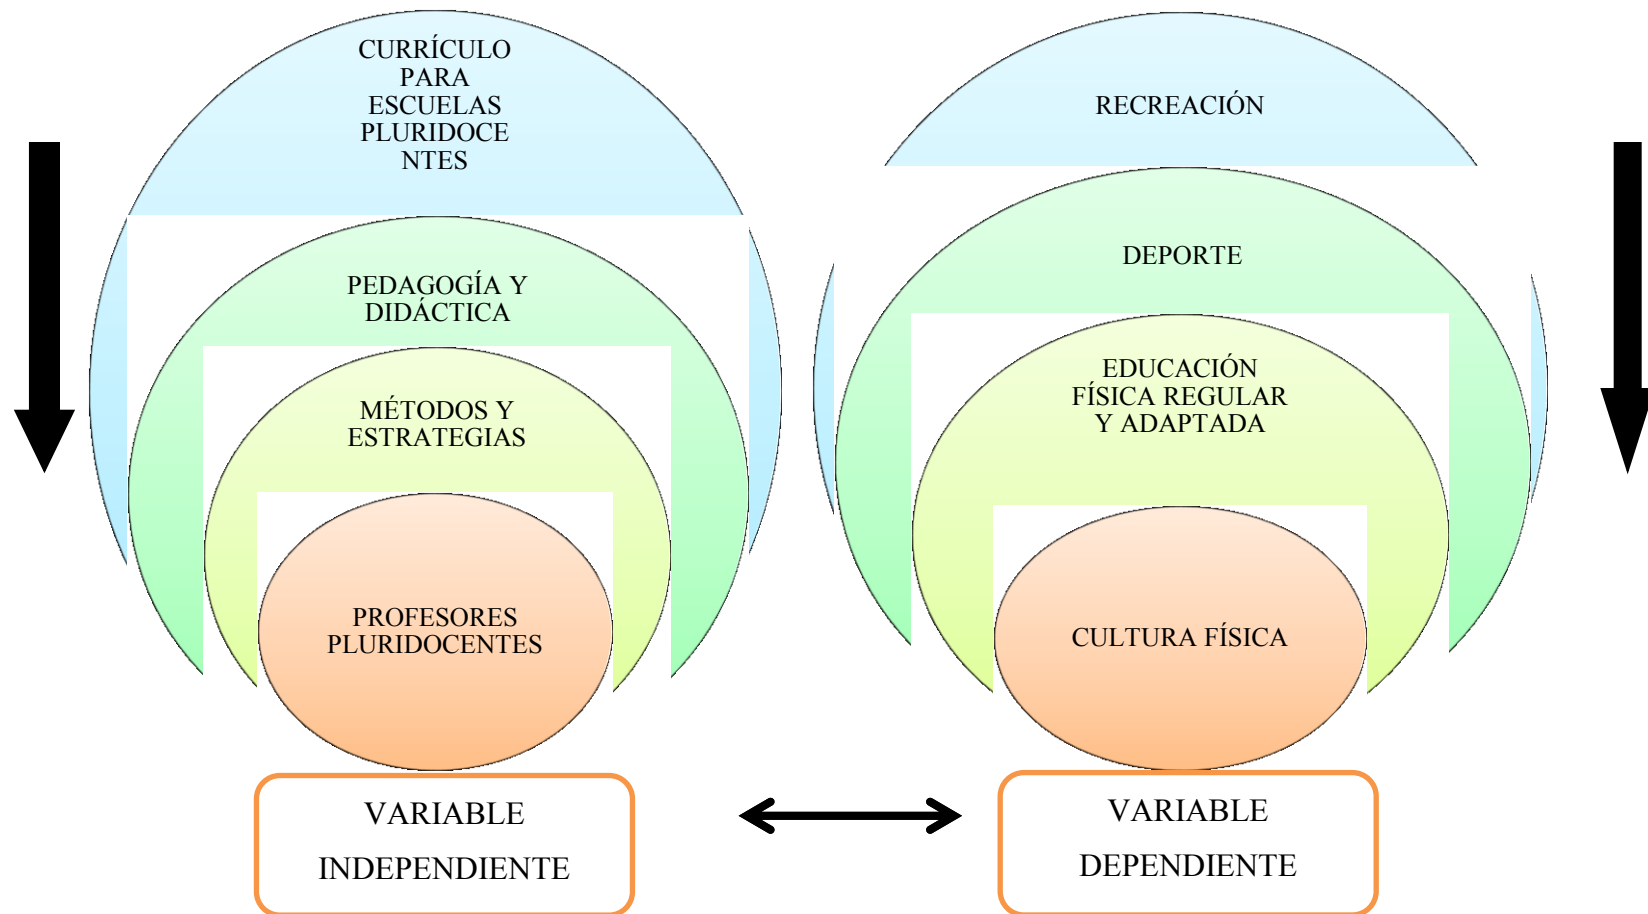 CURRÍCULO
PARA
ESCUELAS
PLURIDOCE
NTES
PEDAGOGÍA Y
DIDÁCTICA
MÉTODOS Y
ESTRATEGIAS
PROFESORES
PLURIDOCENTES
VARIABLE
INDEPENDIENTE
RECREACIÓN
DEPORTE
EDUCACIÓN
FÍSICA REGULAR
Y ADAPTADA
CULTURA FÍSICA
VARIABLE
DEPENDIENTE